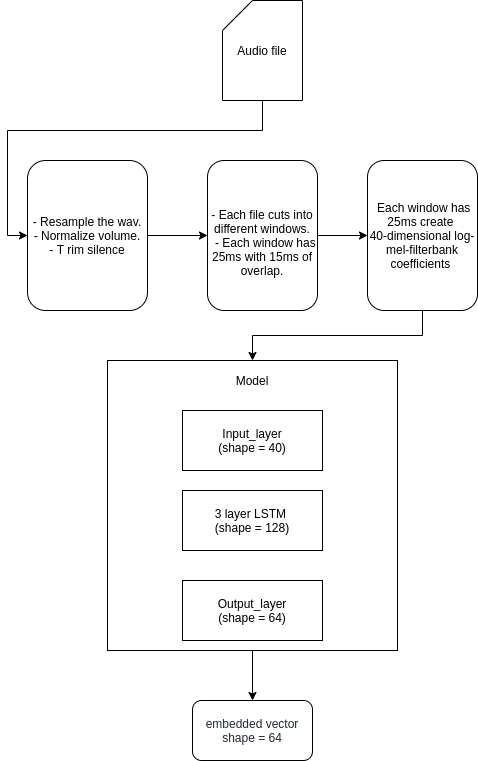 Audio file
- Resample the wav.
- Normalize volume.
- T rim silence
- Each file cuts into
different windows.
- Each window has
25ms with 15ms of
overlap.
Each window has
25ms create
40-dimensional log-
mel-filterbank
coefficients
Model
Input_layer
(shape = 40)
3 layer LSTM
(shape = 128)
Output_layer
(shape = 64)
embedded vector
shape = 64